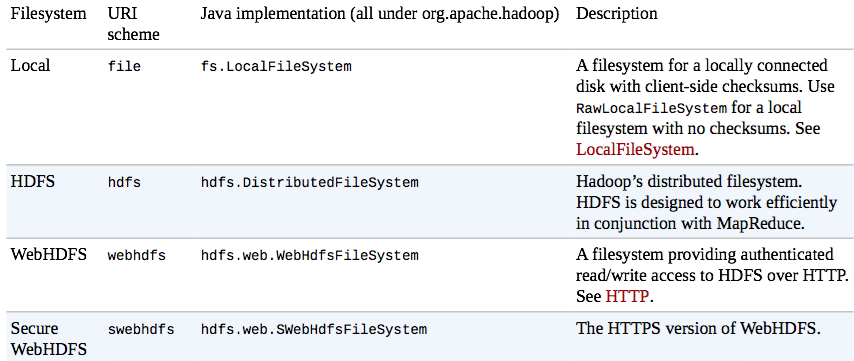 Filesystem URI scheme Java implementation (all under org.apache.hadoop) Description
Local file fs.LocalFileSystem A filesystem for a locally connected
disk with client-side checksums. Use
RawLocalFileSystem for a local
filesystem with no checksums. See
LocalFileSystem.
HDFS hdfs hdfs.DistributedFileSystem Hadoop’s distributed filesystem.
HDFS is designed to work efficiently
in conjunction with MapReduce.
WebHDFS webhdfs hdfs.web.WebHdfsFileSystem A filesystem providing authenticated
read/write access to HDFS over HTTP.
See HTTP.
Secure WebHDFS swebhdfs hdfs.web.SWebHdfsFileSystem The HTTPS version of WebHDFS.